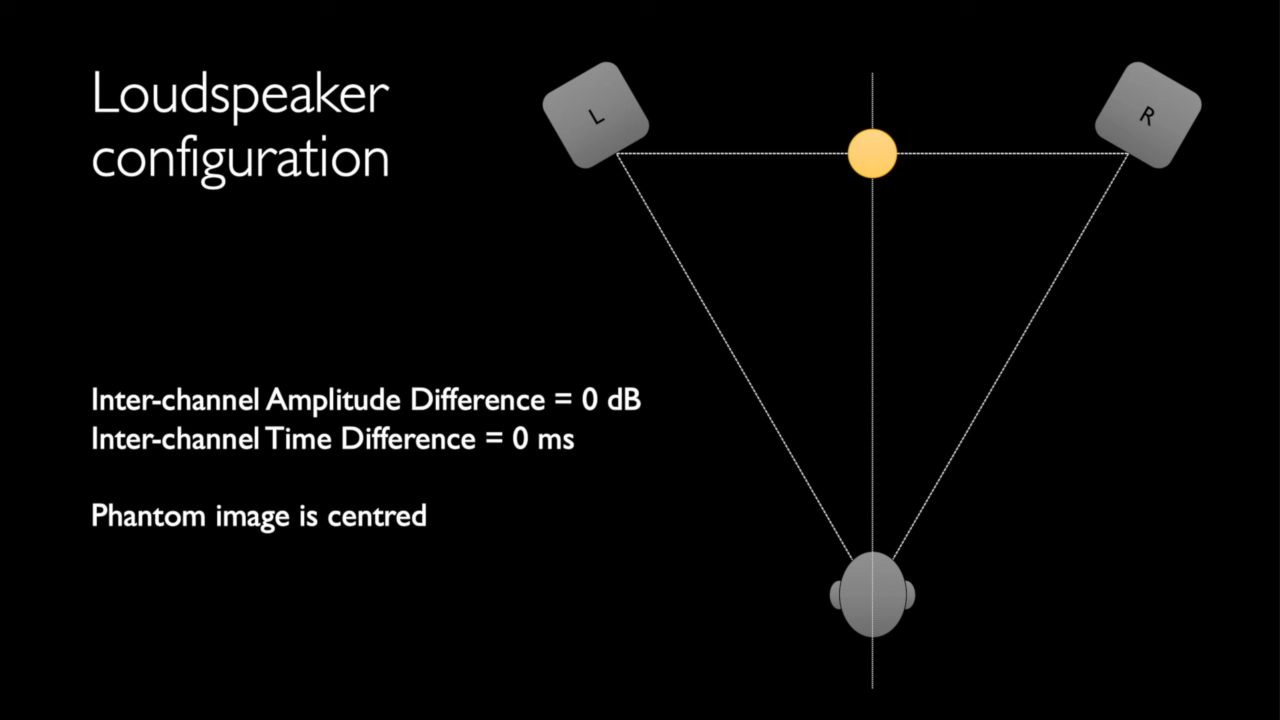 Loudspeaker
configuration
L
R
Inter-channel Amplitude Difference = 0 dB
Inter-channel Time Difference = 0 ms
Phantom image is centred